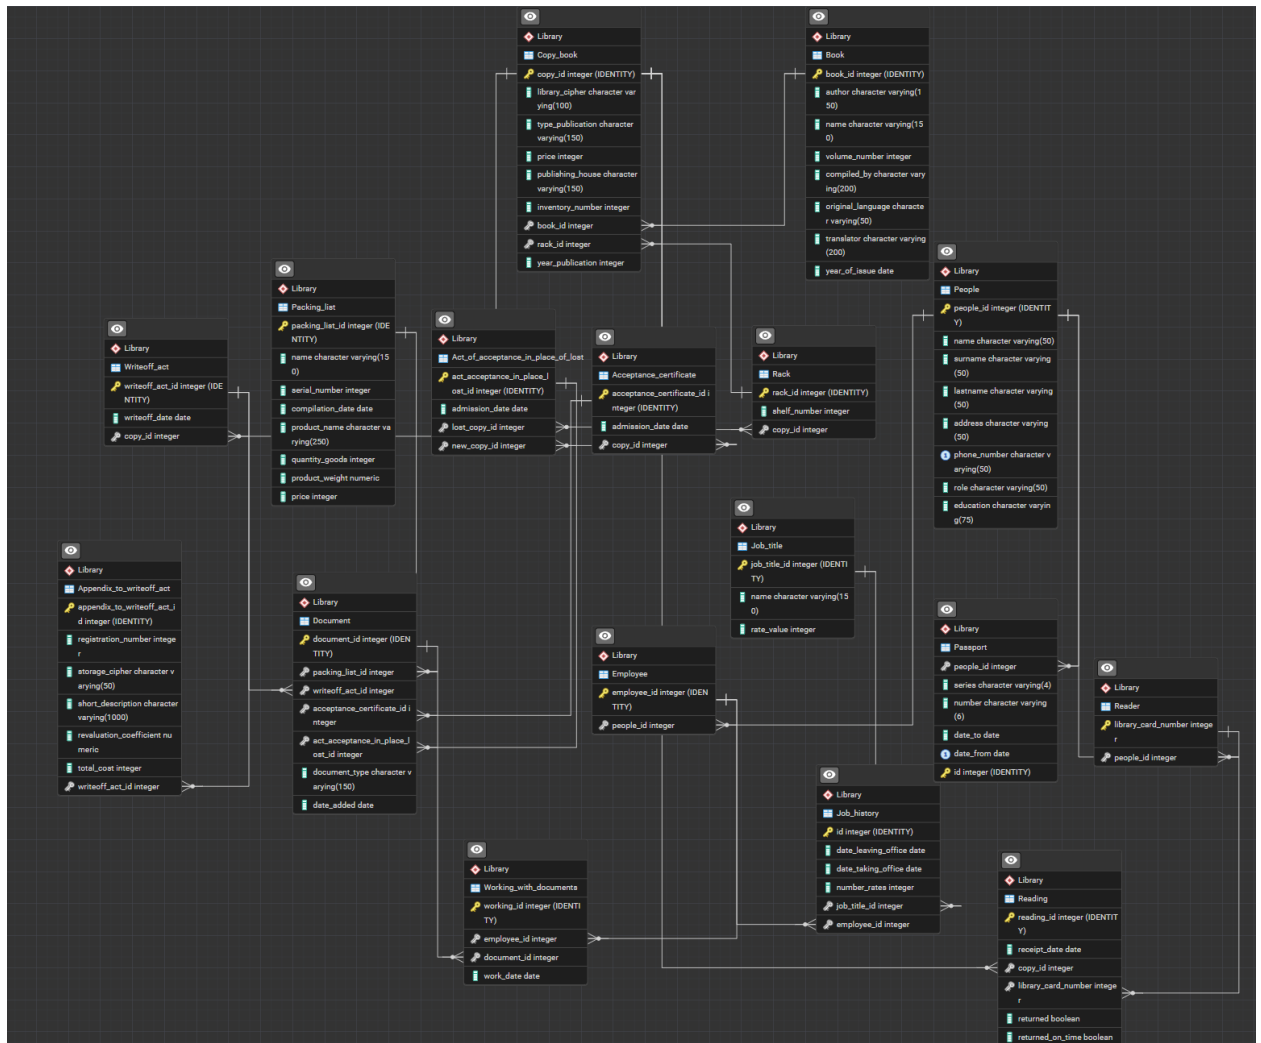 Library
Copy_book
copy_id integer (IDENTITY)
library_cipher character var
ying(100)
type_publication character
varying(150)
price integer
publishing_house character
varying(150)
inventory_number integer
book_id integer
rack_id integer
year_publication integer
Library
Book
book_id integer (IDENTITY)
author character varying(1
50)
name character varying(15
0)
volume_number integer
compiled_by character vary
ing(200)
original_language characte
r varying(50)
translator character varying
(200)
year_of_issue date
Library
People
people_id integer (IDENTIT
Y)
name character varying(50)
surname character varying
(50)
lastname character varying
(50)
address character varying
(50)
phone_number character v
arying(50)
role character varying(50)
education character varyin
g(75)
Library
Packing_list
packing_list_id integer (IDE
NTITY)
name character varying(15
0)
serial_number integer
compilation_date date
product_name character va
rying(250)
quantity_goods integer
product_weight numeric
price integer
Library
Writeoff_act
writeoff_act_id integer (IDE
NTITY)
writeoff_date date
copy_id integer
Library
Act_of_acceptance_in_place_of_lost
act_acceptance_in_place_l
ost_id integer (IDENTITY)
admission_date date
lost_copy_id integer
new_copy_id integer
Library
Acceptance_certificate
acceptance_certificate_id i
nteger (IDENTITY)
admission_date date
copy_id integer
Library
Rack
rack_id integer (IDENTITY)
shelf_number integer
copy_id integer
Library
Job_title
job_title_id integer (IDENTI
TY)
name character varying(15
0)
rate_value integer
Library
Appendix_to_writeoff_act
appendix_to_writeoff_act_i
d integer (IDENTITY)
registration_number intege
r
storage_cipher character v
arying(50)
short_description character
varying(1000)
revaluation_coefficient nu
meric
total_cost integer
writeoff_act_id integer
Library
Document
document_id integer (IDEN
TITY)
packing_list_id integer
writeoff_act_id integer
acceptance_certificate_id i
nteger
act_acceptance_in_place_l
ost_id integer
document_type character v
arying(150)
date_added date
Library
Employee
employee_id integer (IDEN
TITY)
people_id integer
Library
Passport
people_id integer
series character varying(4)
number character varying
(6)
date_to date
date_from date
id integer (IDENTITY)
Library
Reader
library_card_number intege
r
people_id integer
Library
Job_history
id integer (IDENTITY)
date_leaving_office date
date_taking_office date
number_rates integer
job_title_id integer
employee_id integer
Library
Working_with_documents
working_id integer (IDENTI
TY)
employee_id integer
document_id integer
work_date date
Library
Reading
reading_id integer (IDENTIT
Y)
receipt_date date
copy_id integer
library_card_number intege
r
returned boolean
returned_on_time boolean